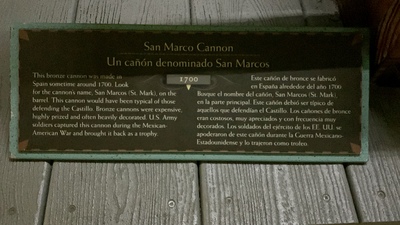 San Marco Cannon
Un cañón denominado San Marcos
1700
This bronze cannon was made in
Spain sometime around 1700. Look
for the cannon's name, San Marcos (St. Mark), on the
barrel. This cannon would have been typical of those
defending the Castillo. Bronze cannons were expensive,
highly prized and often heavily decorated. U.S. Army
soldiers captured this cannon during the Mexican-
American War and brought it back as a trophy.
Este cañón de bronce se fabricó
en España alrededor del año 1700
Busque el nombre del cañón, San Marcos (St. Mark),
en la parte principal. Este cañón debió ser típico de
aquellos que defendían el Castillo. Los cañones de bronce
eran costosos, muy apreciados y con frecuencia muy
decorados. Los soldados del ejército de los EE. UU. se
apoderaron de este cañón durante la Guerra Mexicano-
Estadounidense y lo trajeron como trofeo.